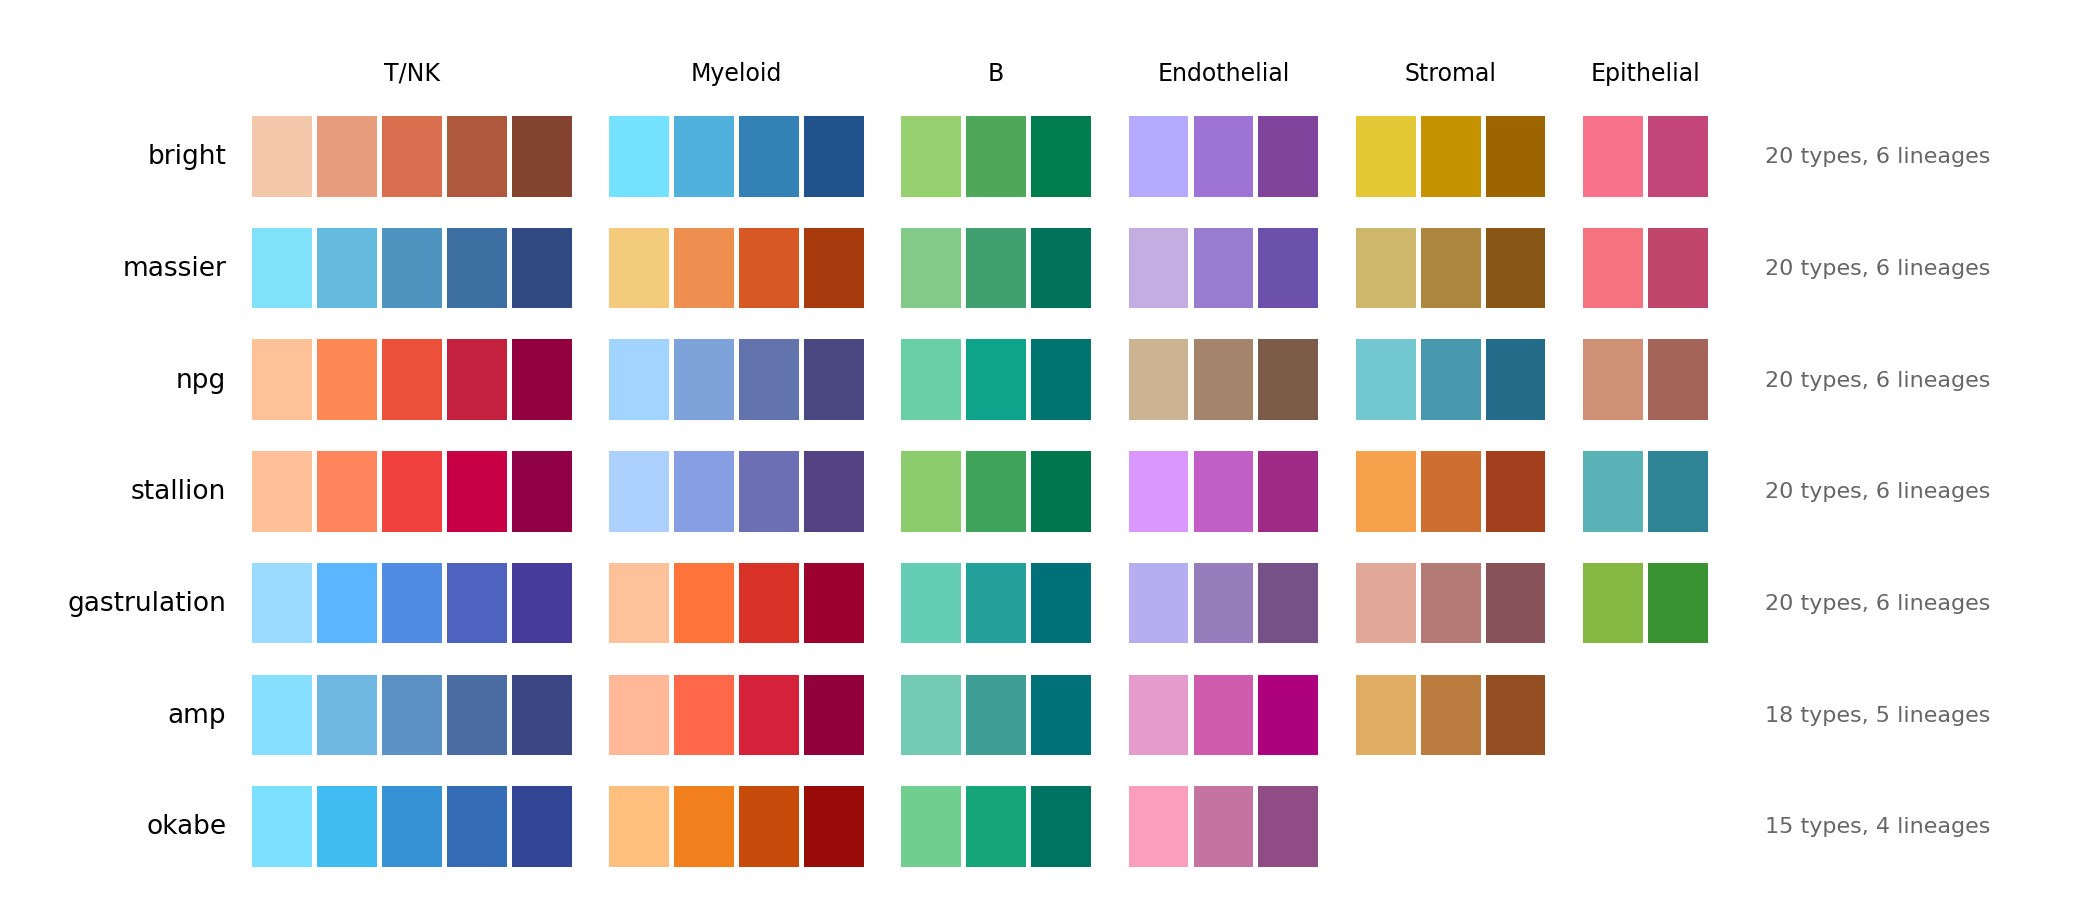 T/NK Myeloid B Endothelial Stromal Epithelial
bright 20 types, 6 lineages
massier 20 types, 6 lineages
npg 20 types, 6 lineages
stallion 20 types, 6 lineages
gastrulation 20 types, 6 lineages
amp 18 types, 5 lineages
okabe 15 types, 4 lineages